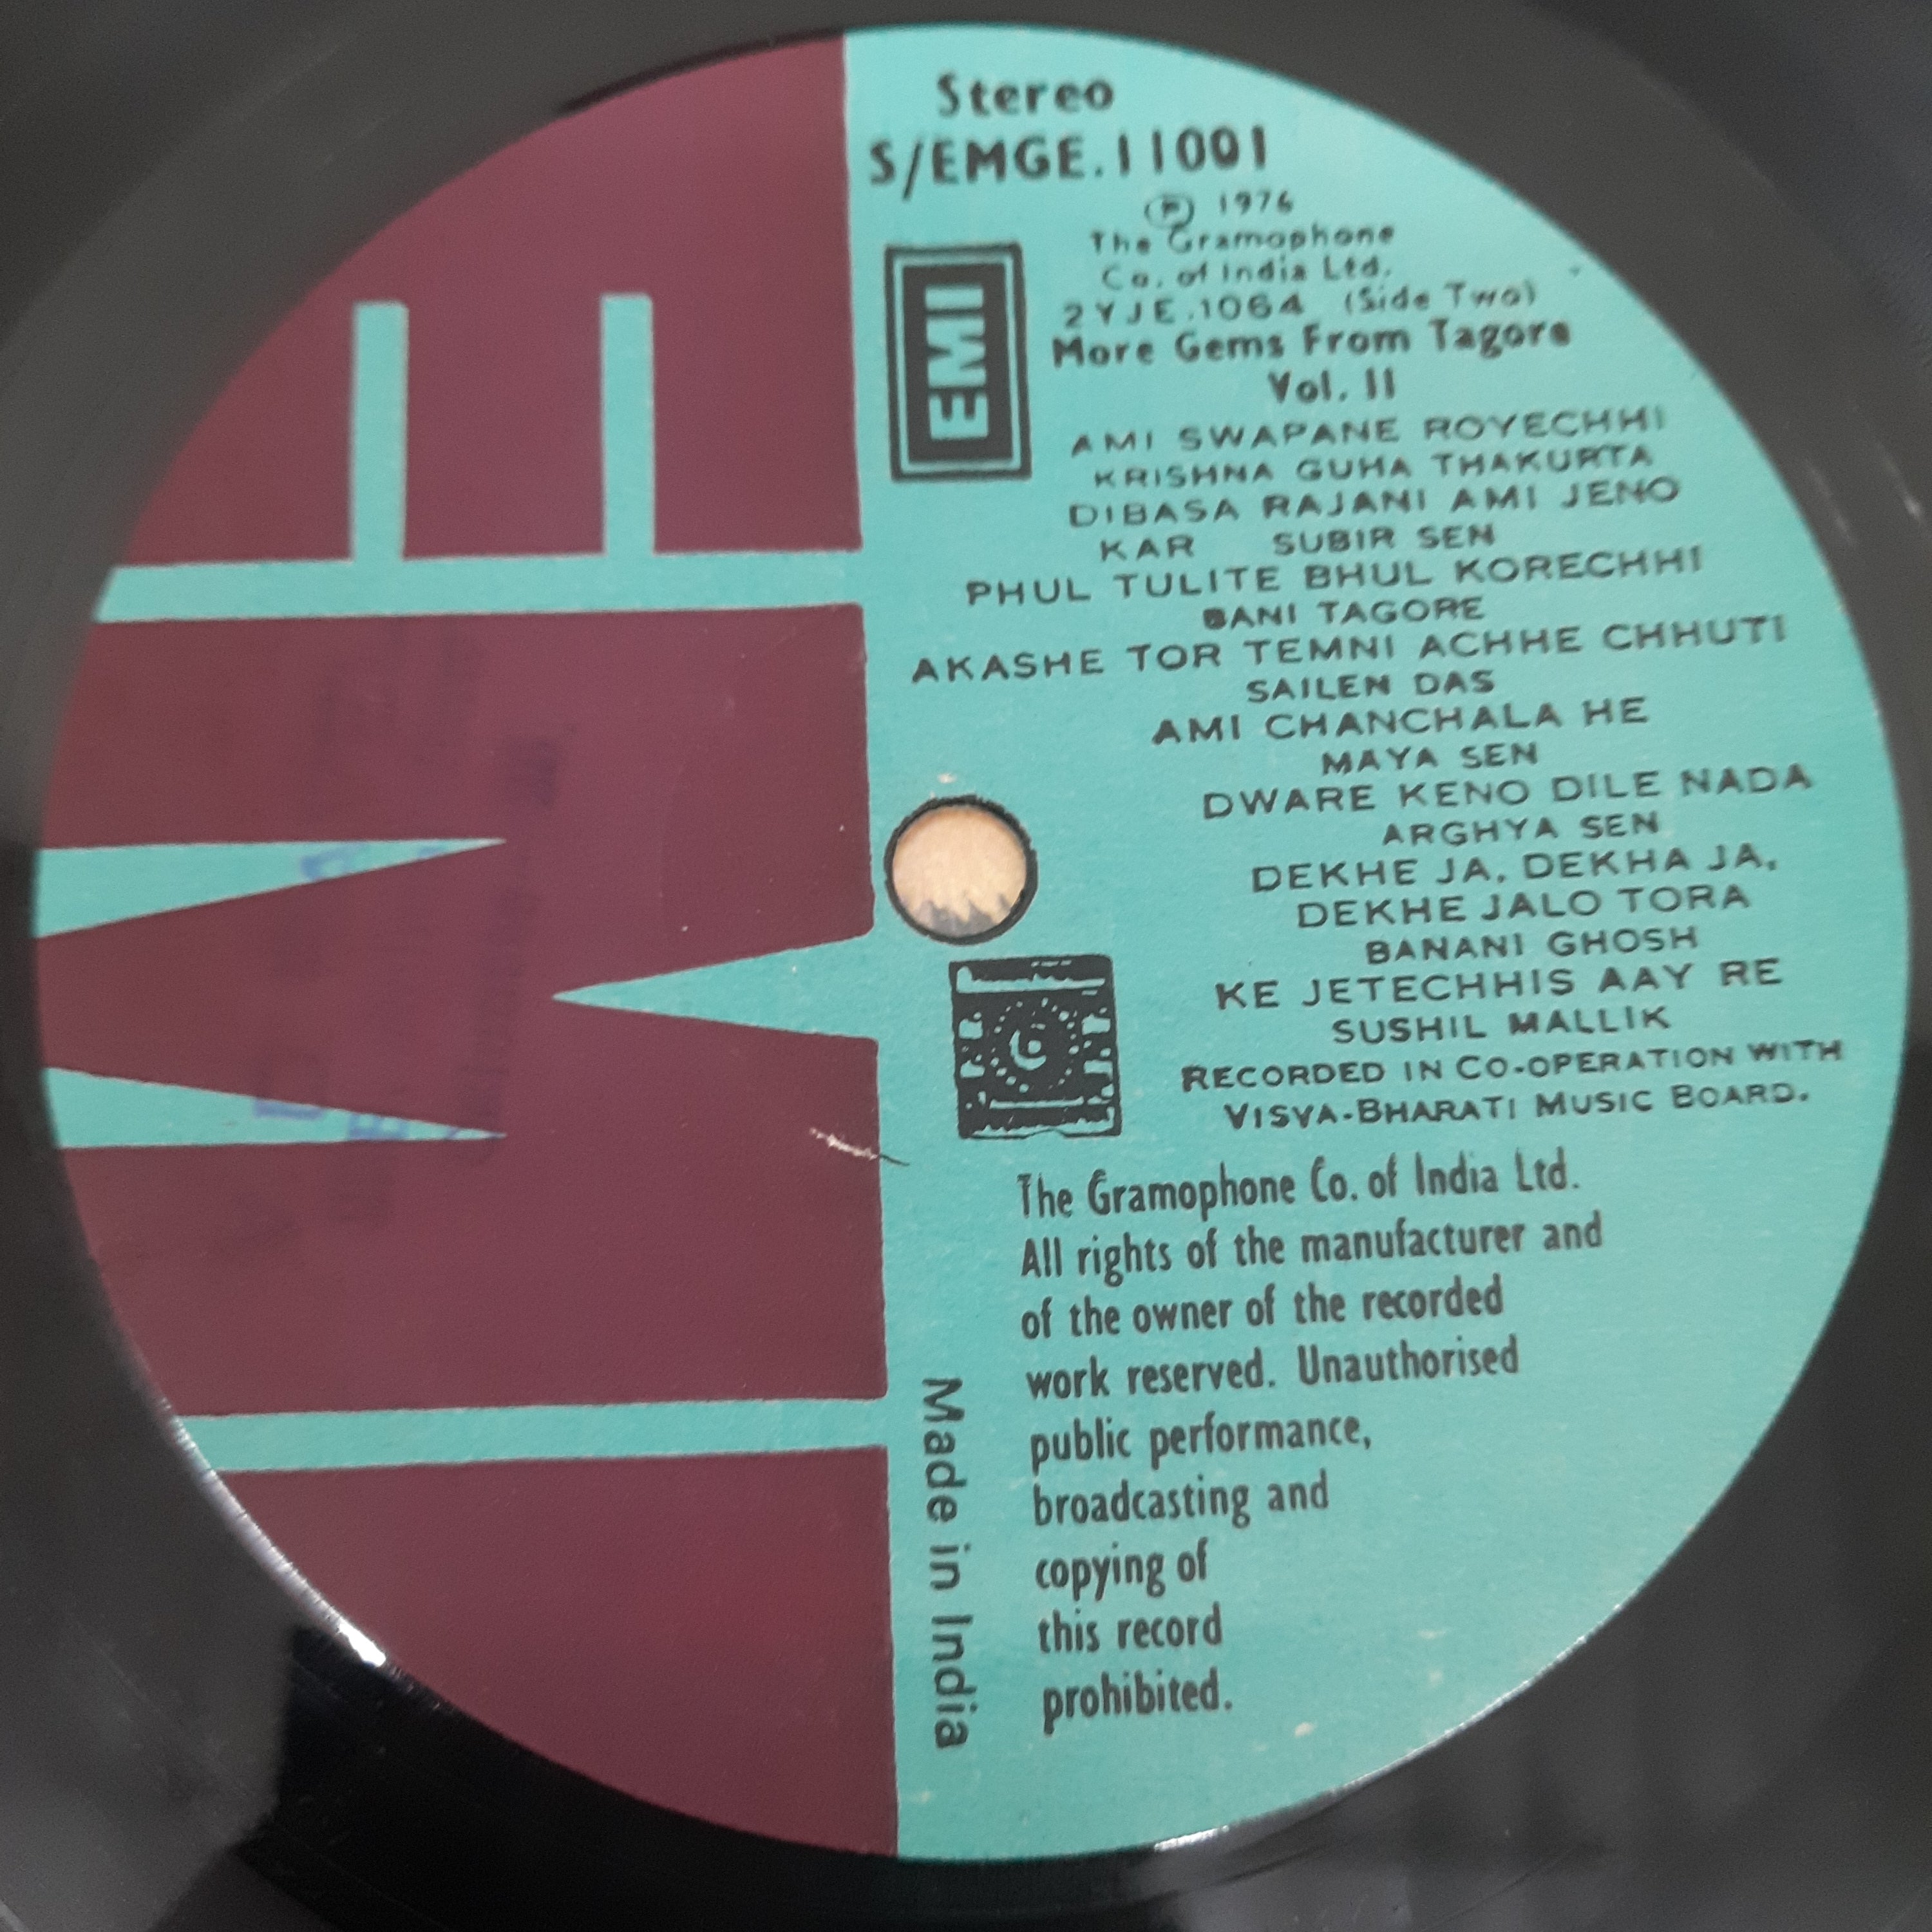 Stereo
S/EMGE.11001
Ⓟ 1976
The Gramophone
Co. of India Ltd.
2YJE.1064 (Side Two)
More Gems From Tagore
Vol. II
EMI
AMI SWAPANE ROYECHHI
KRISHNA GUHA THAKURTA
DIBASA RAJANI AMI JENO
KAR SUBIR SEN
PHUL TULITE BHUL KORECHHI
BANI TAGORE
AKASHE TOR TEMNI ACHHE CHHUTI
SAILEN DAS
AMI CHANCHALA HE
MAYA SEN
DWARE KENO DILE NADA
ARGHYA SEN
DEKHE JA, DEKHA JA,
DEKHE JALO TORA
BANANI GHOSH
KE JETECHHIS AAY RE
SUSHIL MALLIK
RECORDED IN CO-OPERATION WITH
VISVA-BHARATI MUSIC BOARD.
The Gramophone Co. of India Ltd.
All rights of the manufacturer and
of the owner of the recorded
work reserved. Unauthorised
public performance,
broadcasting and
copying of
this record
prohibited.
Made in India
EMI